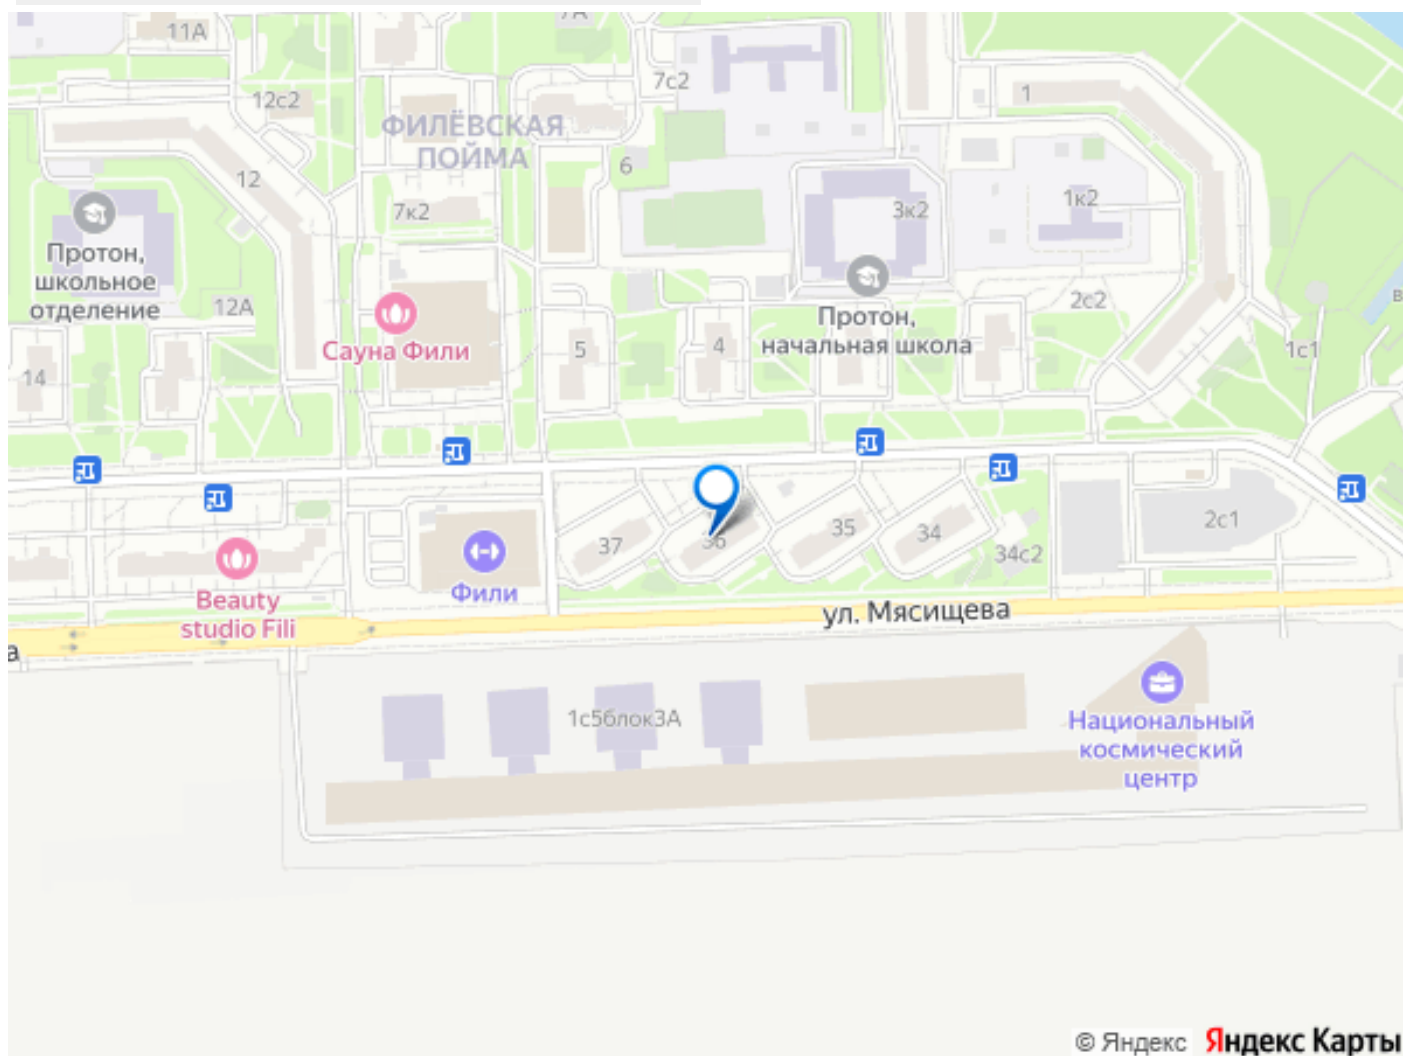 7А
11А
7с2
12с2
1
ФИЛЁВСКАЯ
ПОЙМА
6
12
7к2
3к2
1к2
Протон,
школьное
отделение
12А
2с2
Протон,
начальная школа
Сауна Фили
5
4
1с1
14
в
2с1
36
37
35
34
34с2
Фили
Beauty
studio Fili
ул. Мясищева
а
1с5блок3А
Национальный
космический
центр
© Яндекс Яндекс Карты